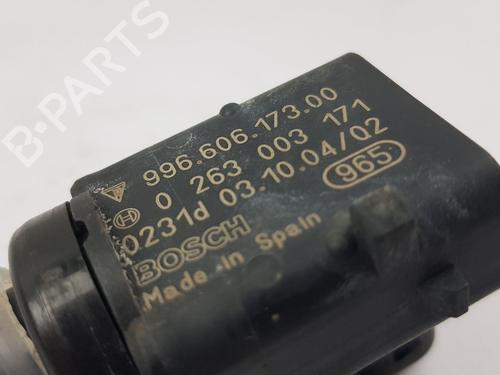 996.606.173.00
0 263 003 171
0231d 03.10.04/02
965
BOSCH
Made in Spain
B-PARTS